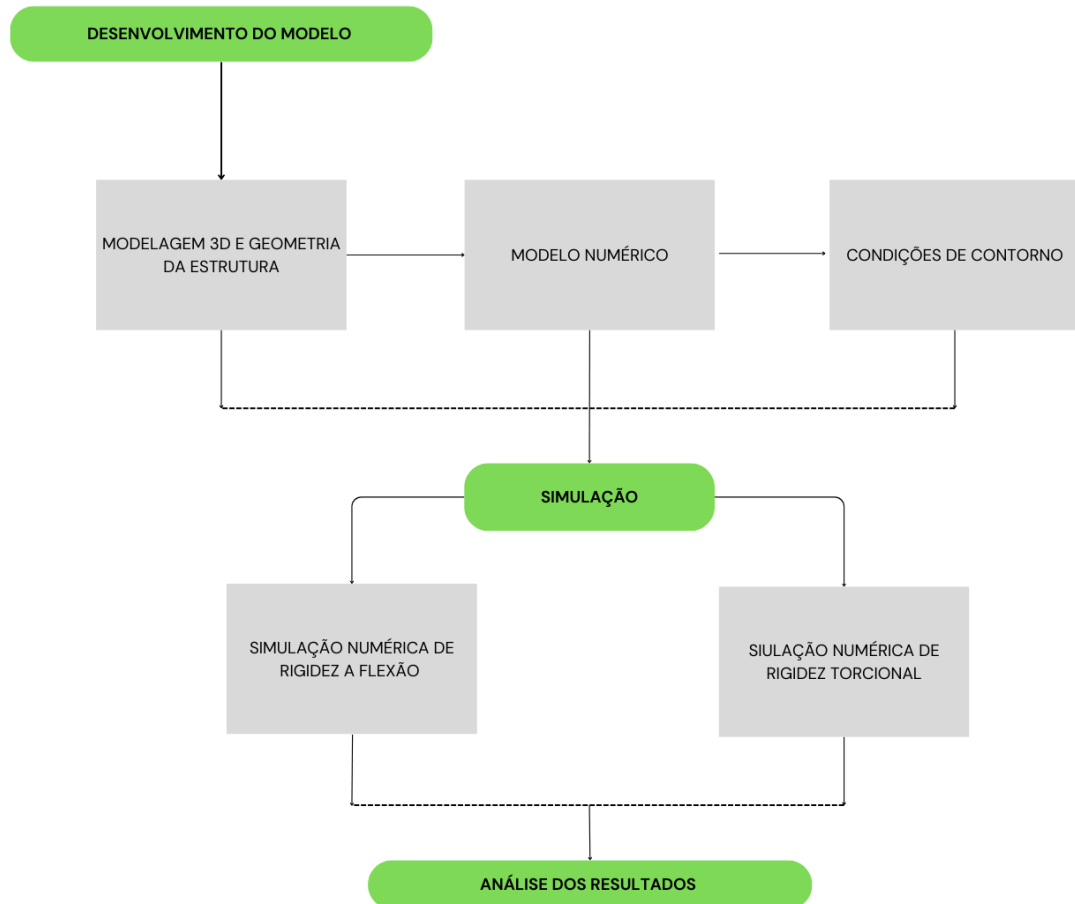 DESENVOLVIMENTO DO MODELO
MODELAGEM 3D E GEOMETRIA
DA ESTRUTURA
MODELO NUMÉRICO
CONDIÇÕES DE CONTORNO
SIMULAÇÃO
SIMULAÇÃO NUMÉRICA DE
RIGIDEZ A FLEXÃO
SIULAÇÃO NUMÉRICA DE
RIGIDEZ TORCIONAL
ANÁLISE DOS RESULTADOS